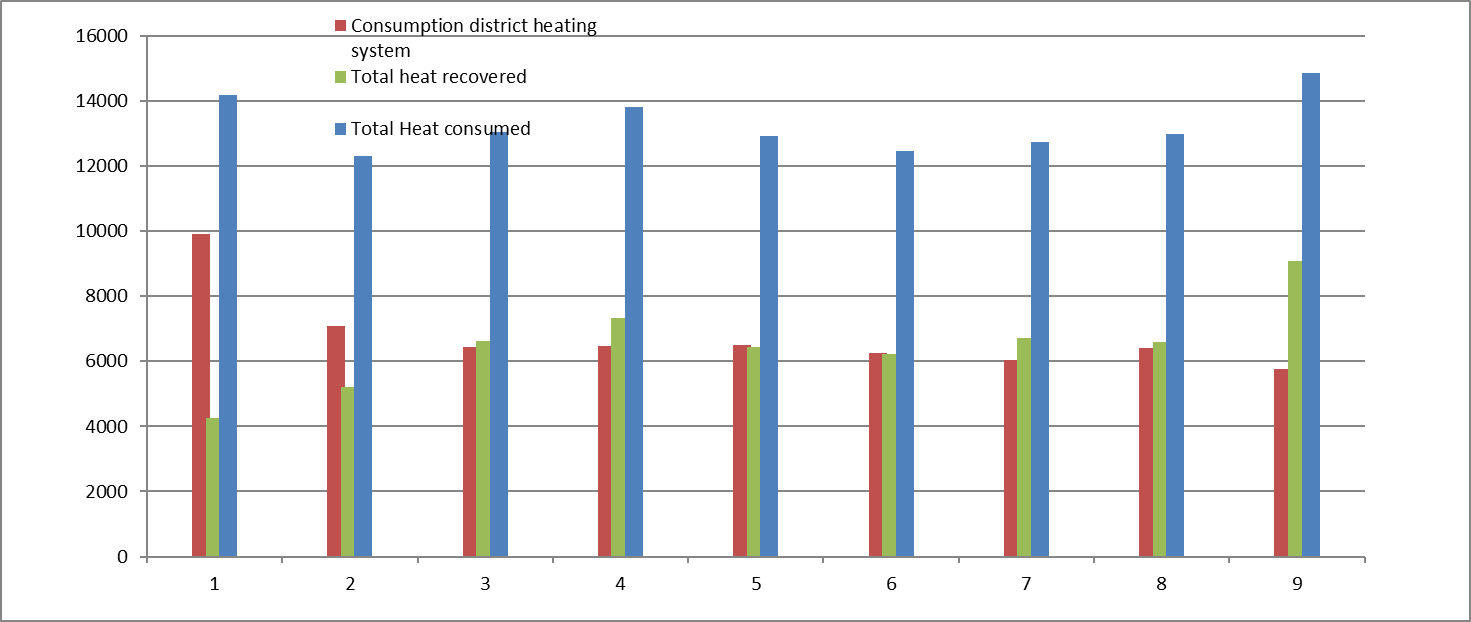 Consumption district heating
system
Total heat recovered
Total Heat consumed
16000
14000
12000
10000
8000
6000
4000
2000
0
1 2 3 4 5 6 7 8 9